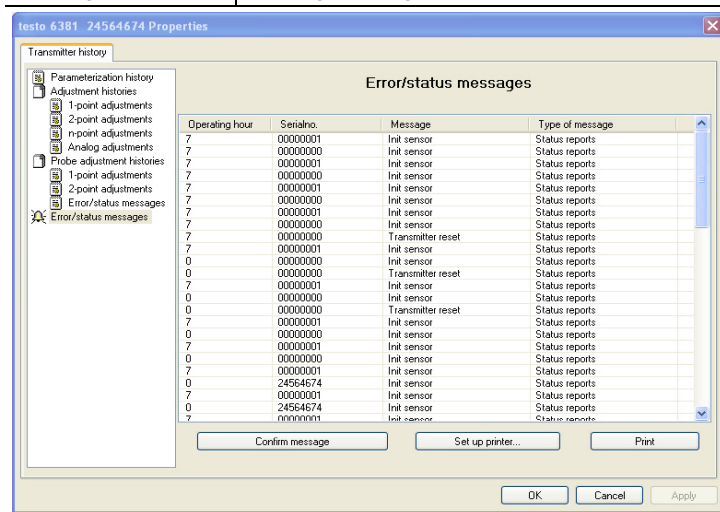 testo 6381 24564674 Properties
Transmitter history
Parameterization history
Adjustment histories
1-point adjustments
2-point adjustments
n-point adjustments
Analog adjustments
Probe adjustment histories
1-point adjustments
2-point adjustments
Error/status messages
Error/status messages
Error/status messages
Operating hour Serialno. Message Type of message
7 00000001 Init sensor Status reports
7 00000000 Init sensor Status reports
7 00000001 Init sensor Status reports
7 00000000 Init sensor Status reports
7 00000001 Init sensor Status reports
7 00000000 Init sensor Status reports
7 00000001 Init sensor Status reports
7 00000000 Init sensor Status reports
7 00000000 Transmitter reset Status reports
7 00000001 Init sensor Status reports
0 00000000 Init sensor Status reports
0 00000000 Transmitter reset Status reports
7 00000001 Init sensor Status reports
0 00000000 Init sensor Status reports
0 00000000 Transmitter reset Status reports
7 00000001 Init sensor Status reports
0 00000000 Init sensor Status reports
7 00000001 Init sensor Status reports
0 00000000 Init sensor Status reports
7 00000001 Init sensor Status reports
0 24564674 Init sensor Status reports
7 00000001 Init sensor Status reports
0 24564674 Init sensor Status reports
7 00000001 Init sensor Status reports
Confirm message Set up printer... Print
OK Cancel Apply